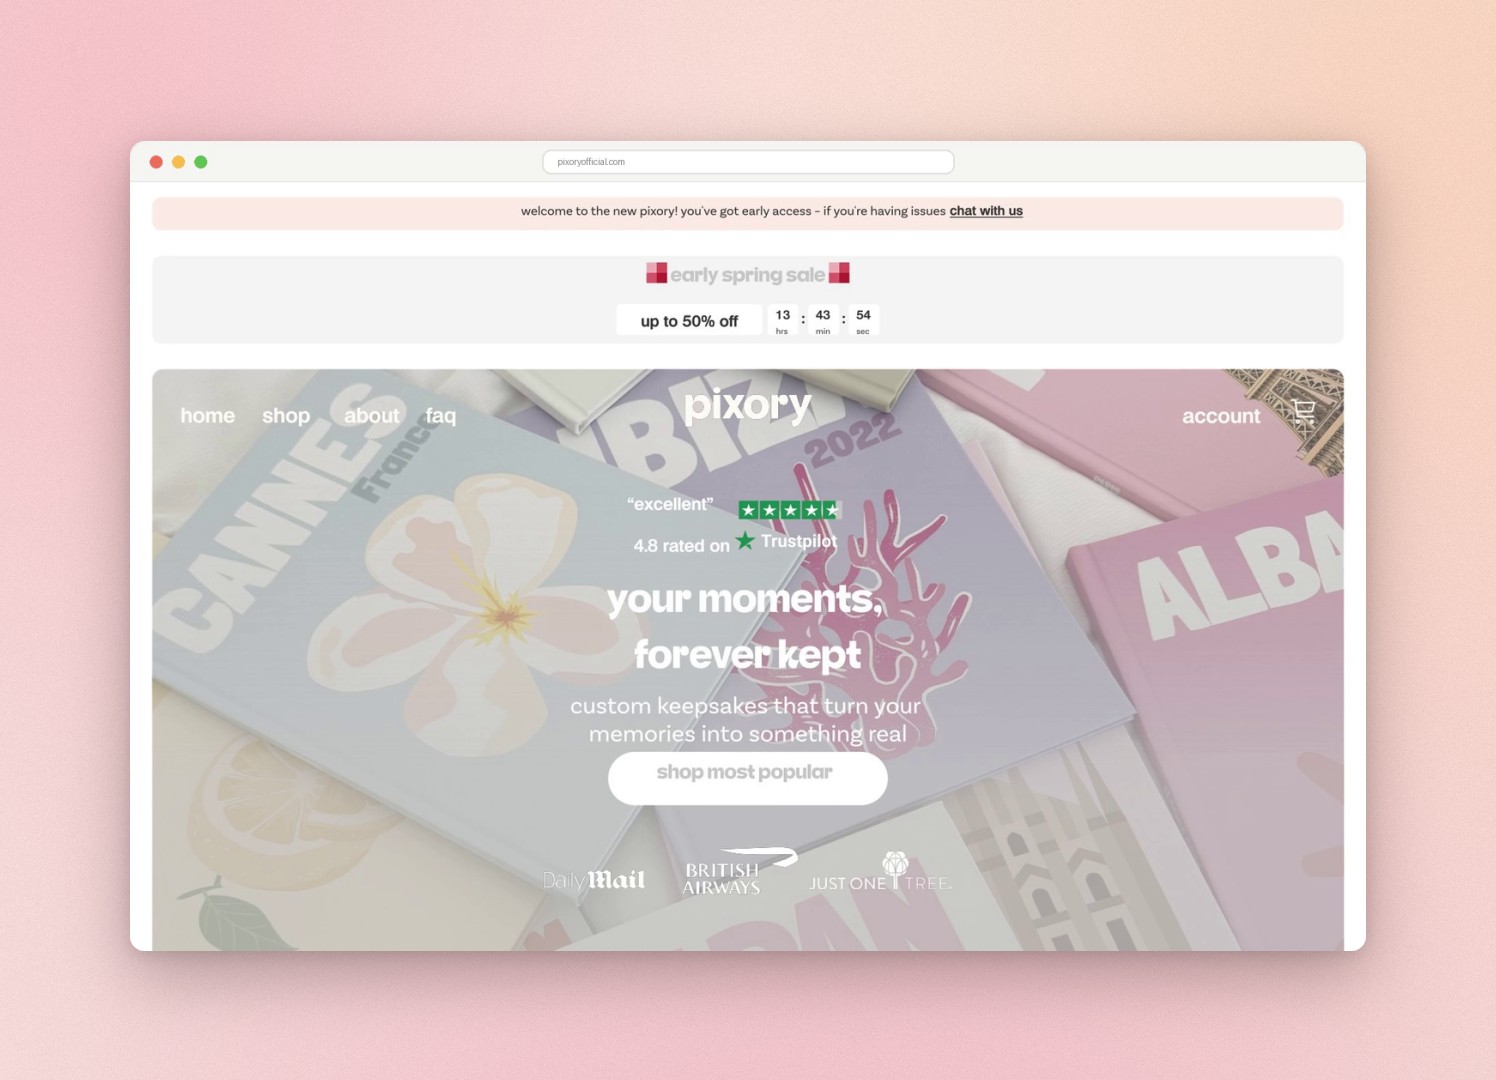 pixoryofficial.com
welcome to the new pixory! you've got early access - if you're having issues chat with us
early spring sale
up to 50% off
13 : 43 : 54
hrs min sec
home shop about faq
pixory
account
CANNES
France
IBIZA
2022
ALBA
“excellent”
4.8 rated on Trustpilot
your moments,
forever kept
custom keepsakes that turn your
memories into something real
shop most popular
Daily Mail
BRITISH
AIRWAYS
JUST ONE TREE